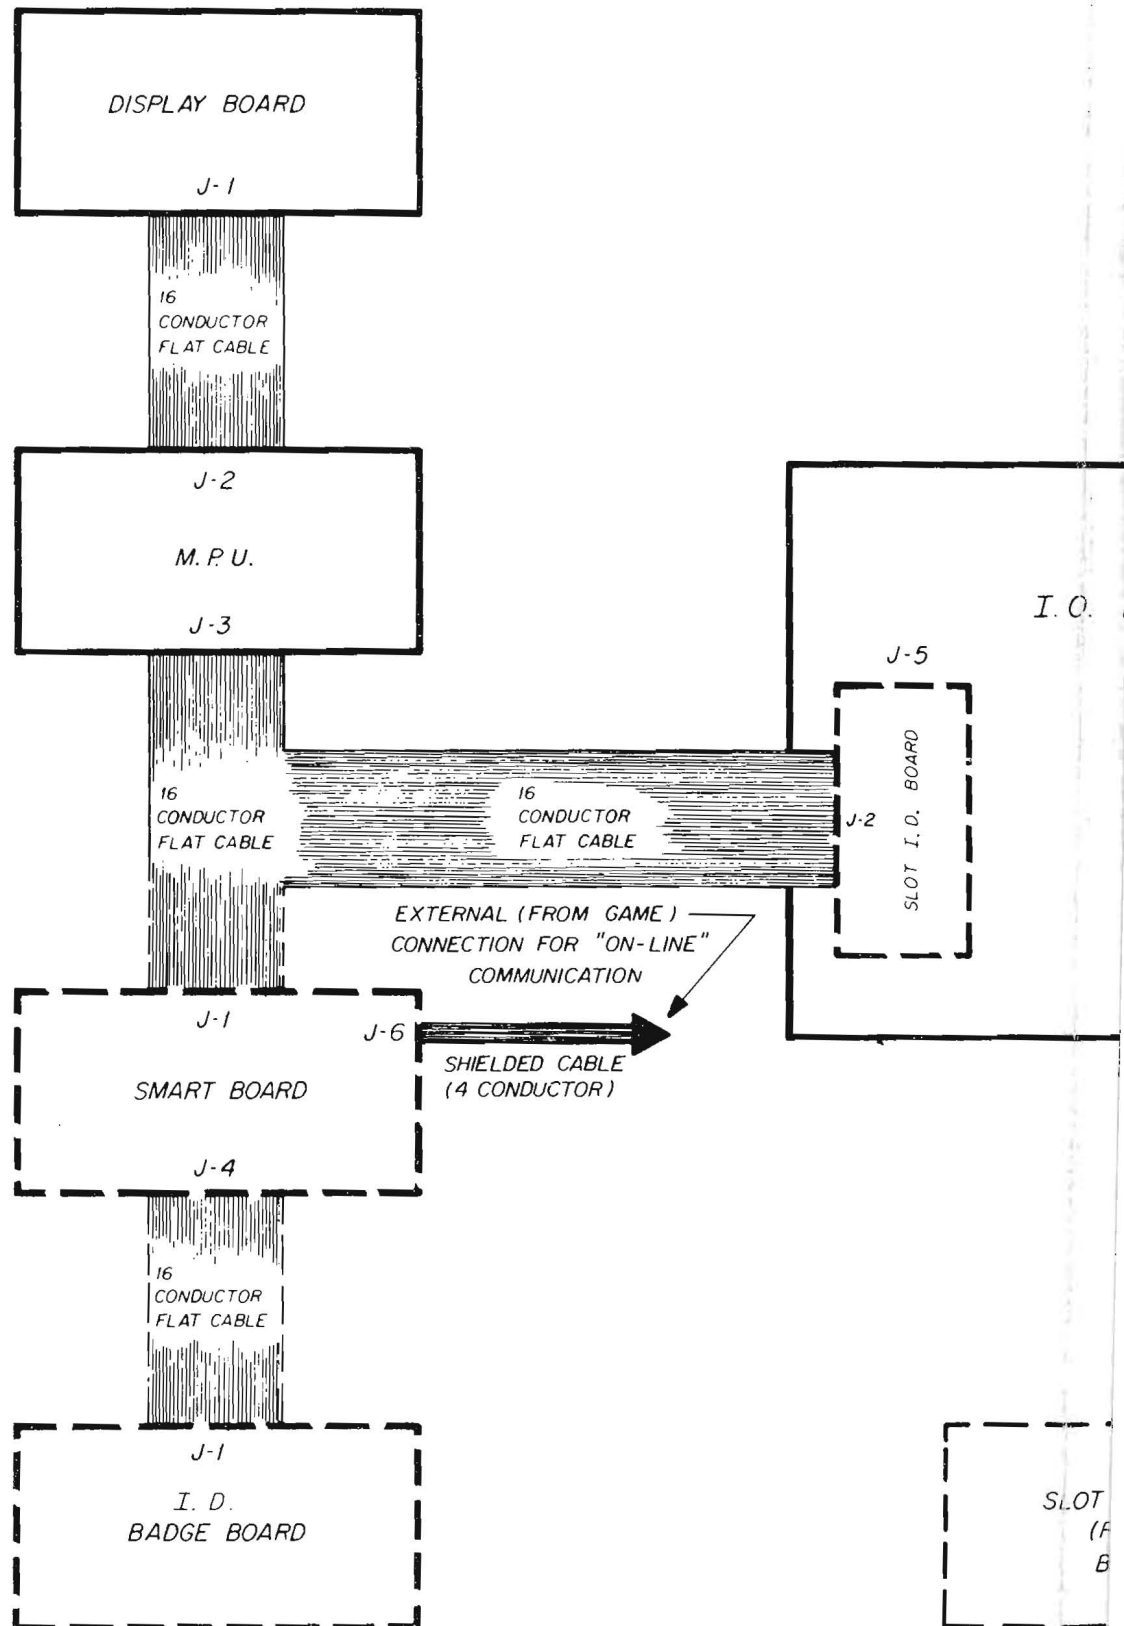 DISPLAY BOARD
J-1
16
CONDUCTOR
FLAT CABLE
J-2
M.P.U.
J-3
I.O.
J-5
SLOT I.D. BOARD
J-2
16
CONDUCTOR
FLAT CABLE
16
CONDUCTOR
FLAT CABLE
EXTERNAL (FROM GAME)
CONNECTION FOR "ON-LINE"
COMMUNICATION
J-1
J-6
SHIELDED CABLE
(4 CONDUCTOR)
SMART BOARD
J-4
16
CONDUCTOR
FLAT CABLE
J-1
I.D.
BADGE BOARD
SLOT